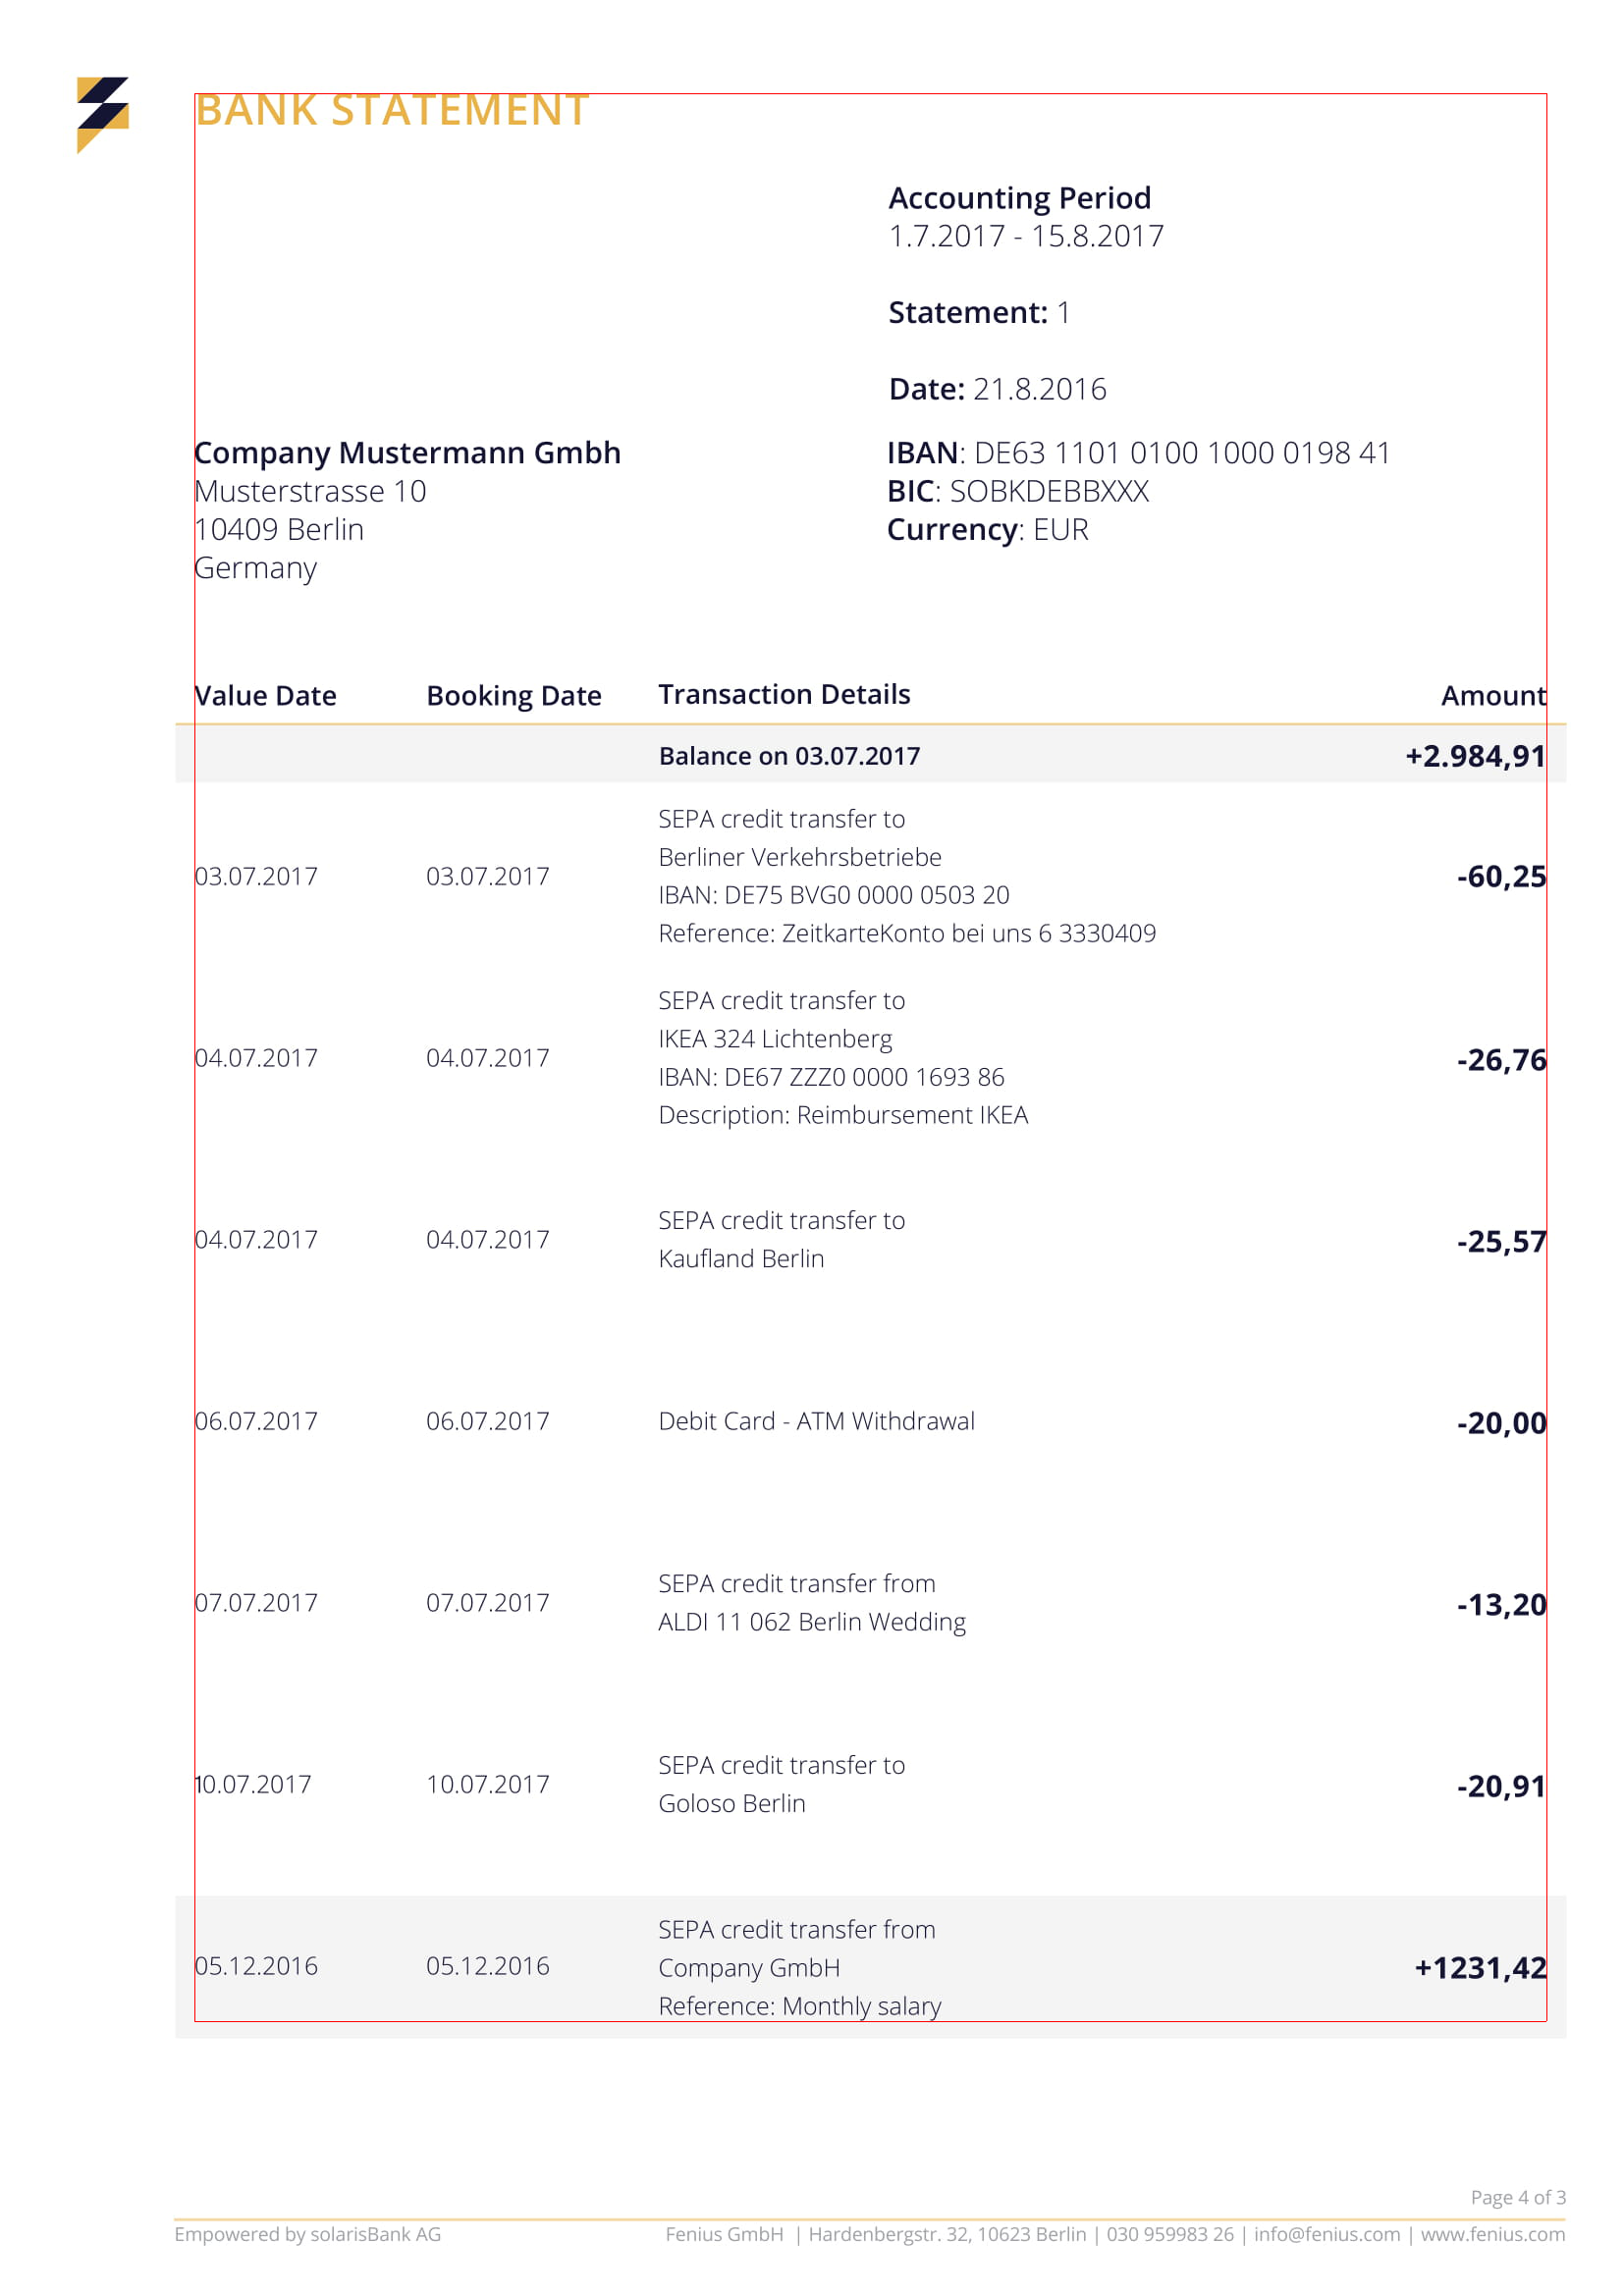 BANK STATEMENT
Accounting Period
1.7.2017 - 15.8.2017
Statement: 1
Date: 21.8.2016
Company Mustermann Gmbh
Musterstrasse 10
10409 Berlin
Germany
IBAN: DE63 1101 0100 1000 0198 41
BIC: SOBKDEBBXXX
Currency: EUR
Value Date Booking Date Transaction Details Amount
Balance on 03.07.2017 +2.984,91
SEPA credit transfer to
Berliner Verkehrsbetriebe
03.07.2017 03.07.2017 -60,25
IBAN: DE75 BVG0 0000 0503 20
Reference: ZeitkarteKonto bei uns 6 3330409
SEPA credit transfer to
IKEA 324 Lichtenberg
04.07.2017 04.07.2017 -26,76
IBAN: DE67 ZZZ0 0000 1693 86
Description: Reimbursement IKEA
SEPA credit transfer to
04.07.2017 04.07.2017 -25,57
Kaufland Berlin
06.07.2017 06.07.2017 Debit Card - ATM Withdrawal -20,00
SEPA credit transfer from
07.07.2017 07.07.2017 -13,20
ALDI 11 062 Berlin Wedding
SEPA credit transfer to
10.07.2017 10.07.2017 -20,91
Goloso Berlin
SEPA credit transfer from
05.12.2016 05.12.2016 Company GmbH +1231,42
Reference: Monthly salary
Page 4 of 3
Empowered by solarisBank AG Fenius GmbH | Hardenbergstr. 32, 10623 Berlin | 030 959983 26 | info@fenius.com | www.fenius.com